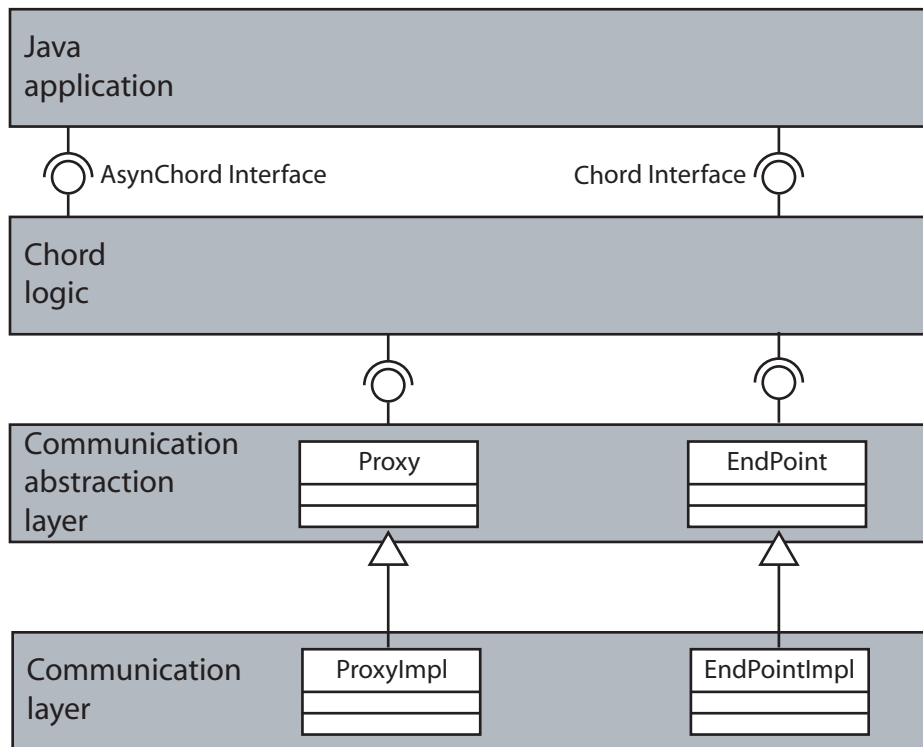 Java
application
AsynChord Interface
Chord Interface
Chord
logic
Communication
abstraction
layer
Proxy
EndPoint
Communication
layer
ProxyImpl
EndPointImpl